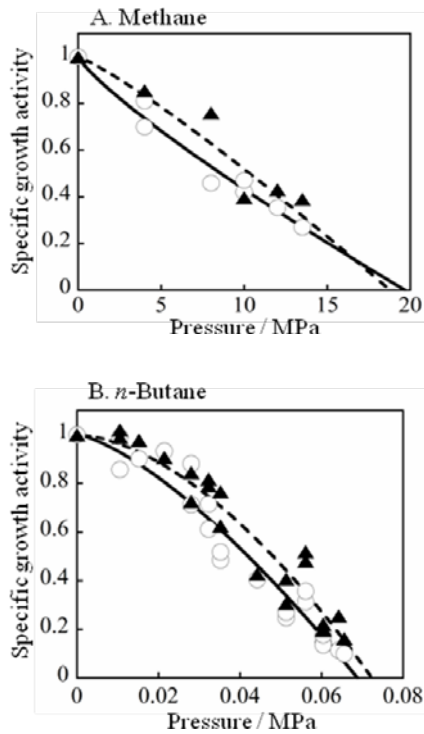 A. Methane
Specific growth activity
1
0.8
0.6
0.4
0.2
0
0 5 10 15 20
Pressure / MPa
B. n-Butane
Specific growth activity
1
0.8
0.6
0.4
0.2
0
0 0.02 0.04 0.06 0.08
Pressure / MPa